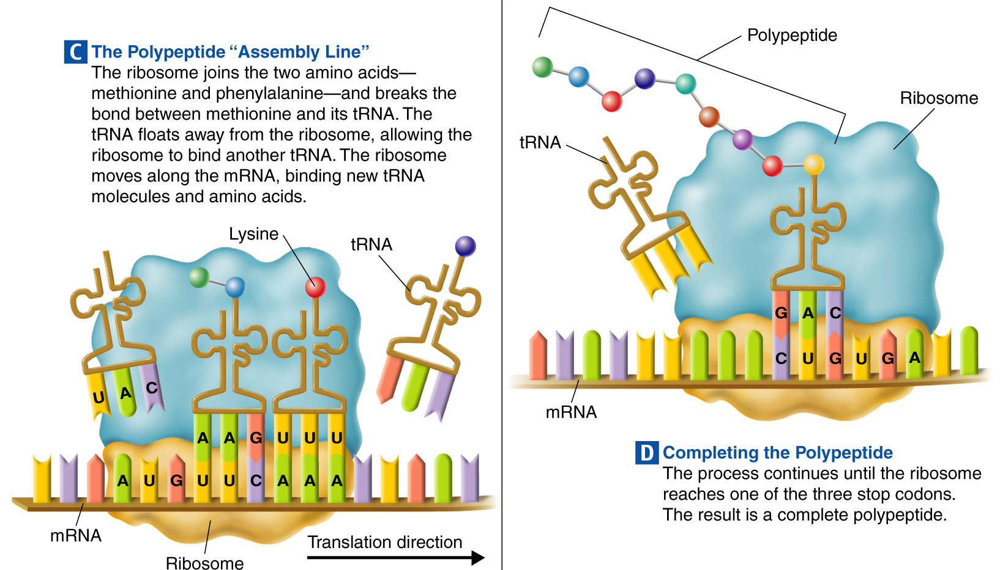 C The Polypeptide “Assembly Line”
The ribosome joins the two amino acids—
methionine and phenylalanine—and breaks the
bond between methionine and its tRNA. The
tRNA floats away from the ribosome, allowing the
ribosome to bind another tRNA. The ribosome
moves along the mRNA, binding new tRNA
molecules and amino acids.
Lysine
tRNA
U A C
A A G U U U
A U G U U C A A A
mRNA
Ribosome
Translation direction
Polypeptide
Ribosome
tRNA
G A C
C U G U G A
mRNA
D Completing the Polypeptide
The process continues until the ribosome
reaches one of the three stop codons.
The result is a complete polypeptide.